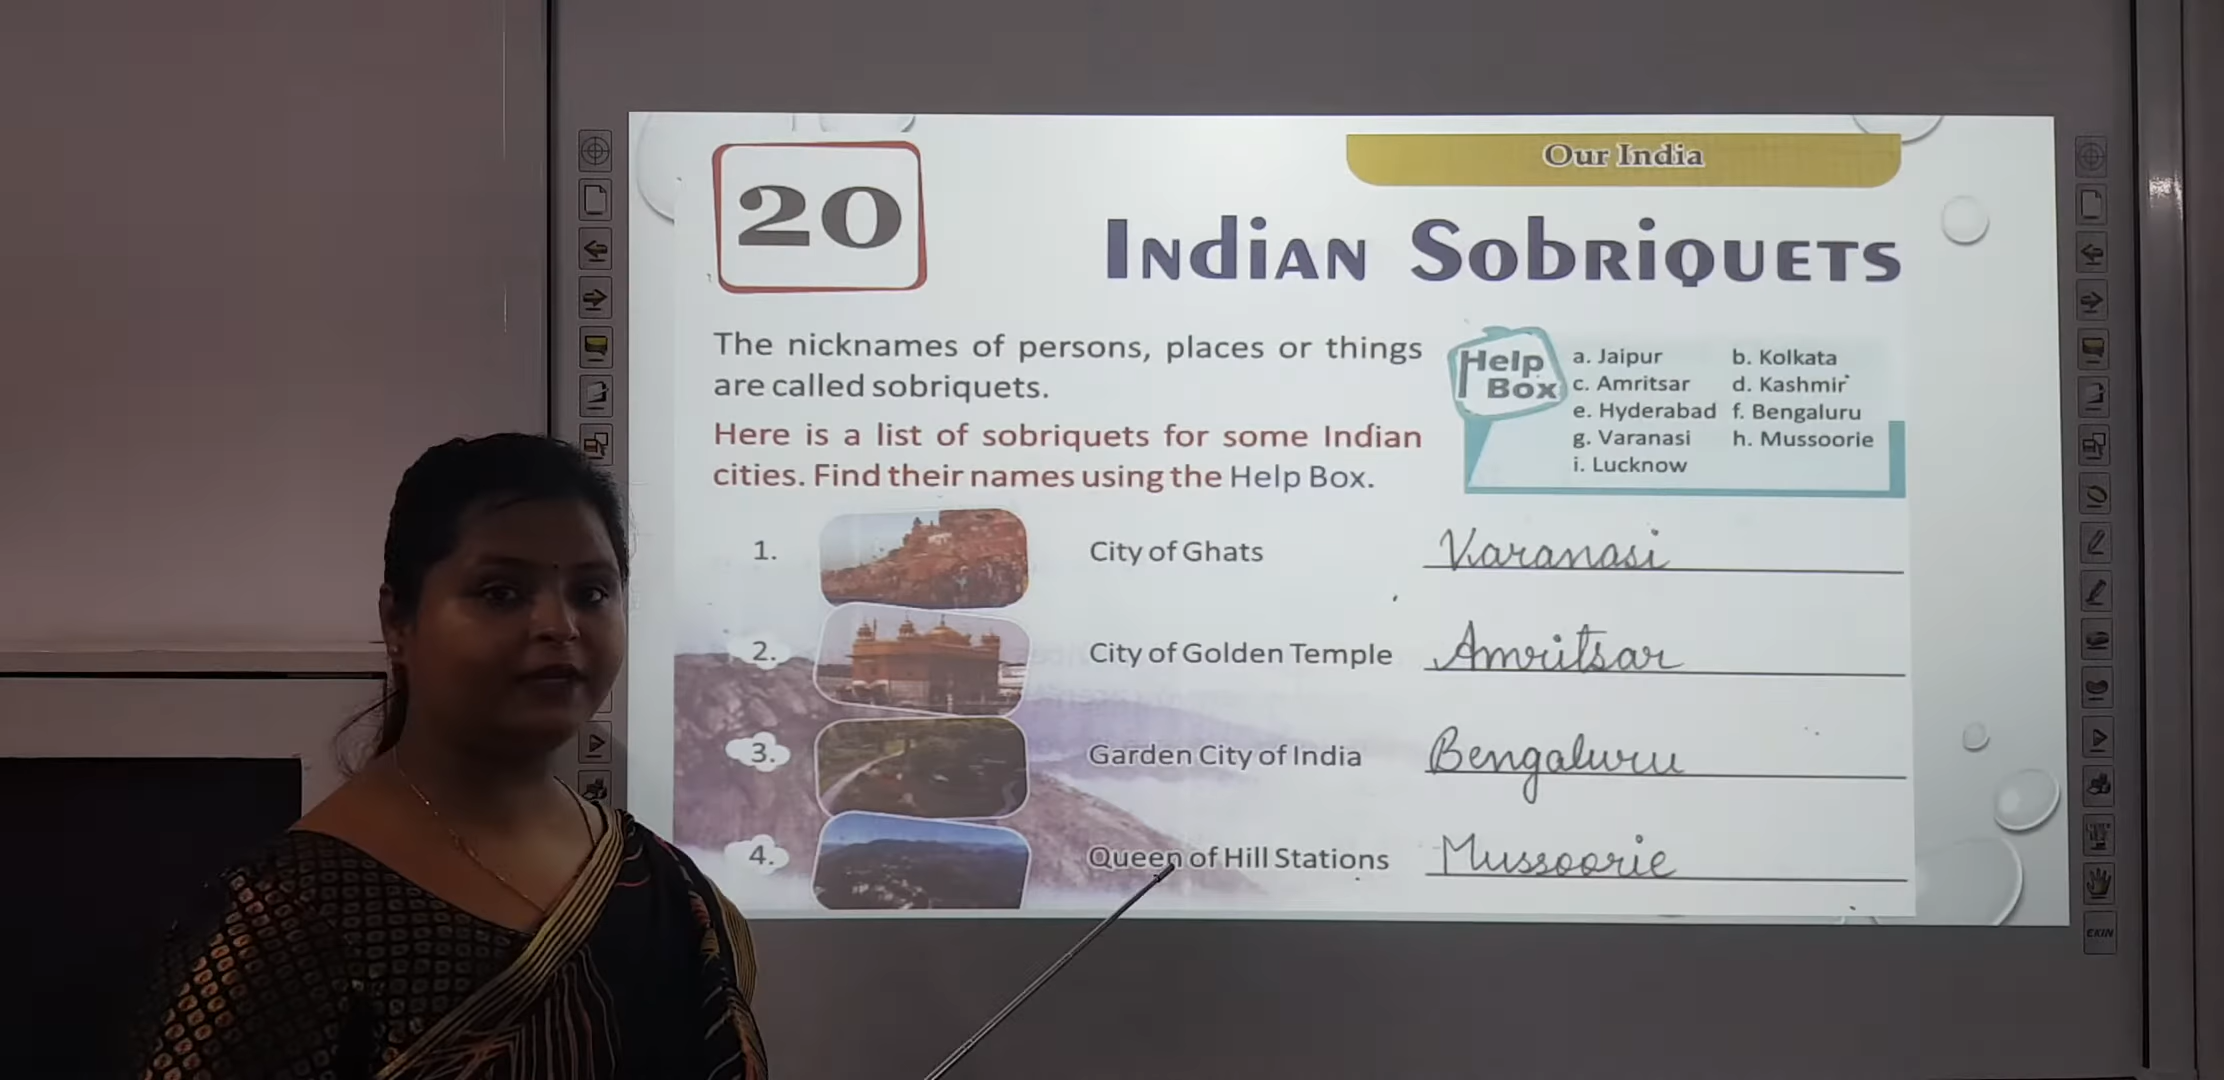 Our India
20
Indian Sobriquets
The nicknames of persons, places or things
are called sobriquets.
Here is a list of sobriquets for some Indian
cities. Find their names using the Help Box.
Help
Box
a. Jaipur b. Kolkata
c. Amritsar d. Kashmir
e. Hyderabad f. Bengaluru
g. Varanasi h. Mussoorie
i. Lucknow
1. City of Ghats Varanasi
2. City of Golden Temple Amritsar
3. Garden City of India Bengaluru
4. Queen of Hill Stations Mussoorie
EKIN